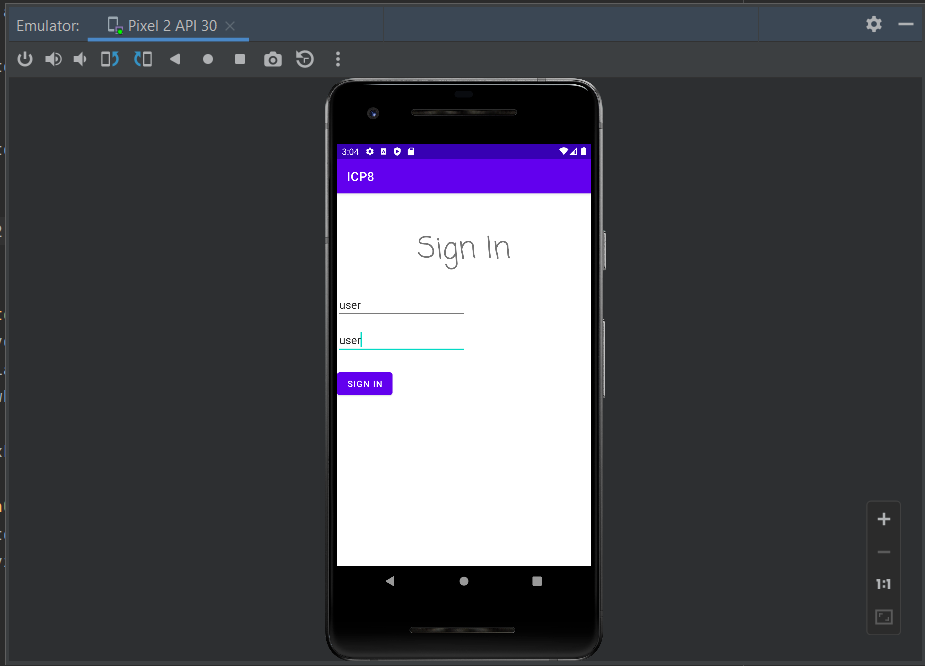 Emulator: Pixel 2 API 30
3:04
ICP8
Sign In
user
user
SIGN IN
1:1